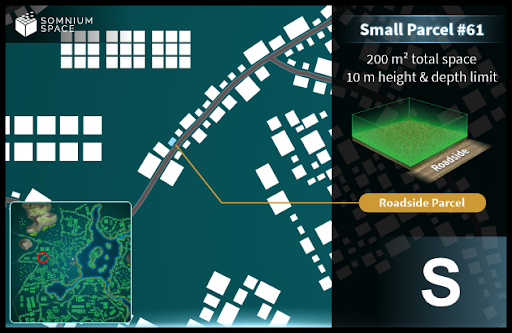 SOMNIUM
SPACE
Small Parcel #61
200 m² total space
10 m height & depth limit
Roadside
Roadside Parcel
S